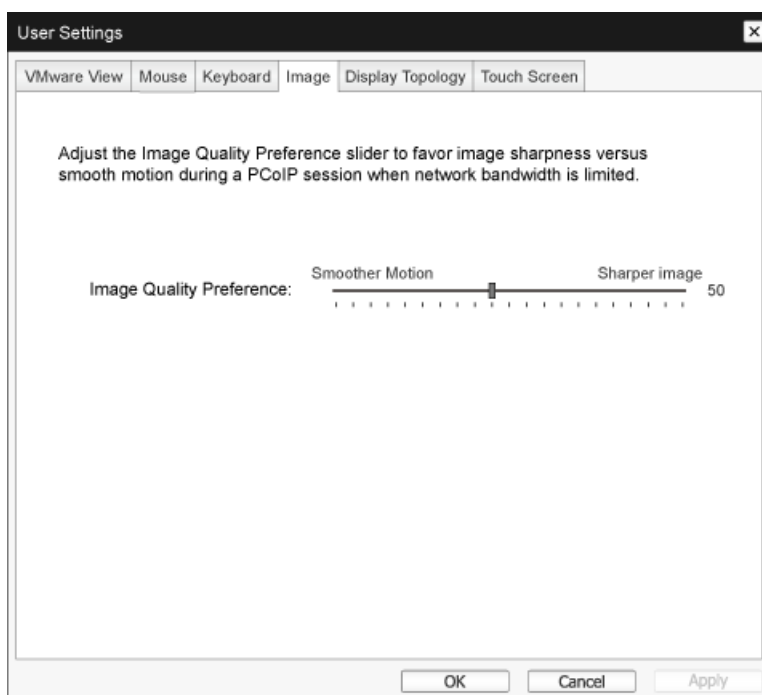 User Settings
VMware View Mouse Keyboard Image Display Topology Touch Screen
Adjust the Image Quality Preference slider to favor image sharpness versus
smooth motion during a PCoIP session when network bandwidth is limited.
Smoother Motion Sharper image
Image Quality Preference: 50
OK Cancel Apply